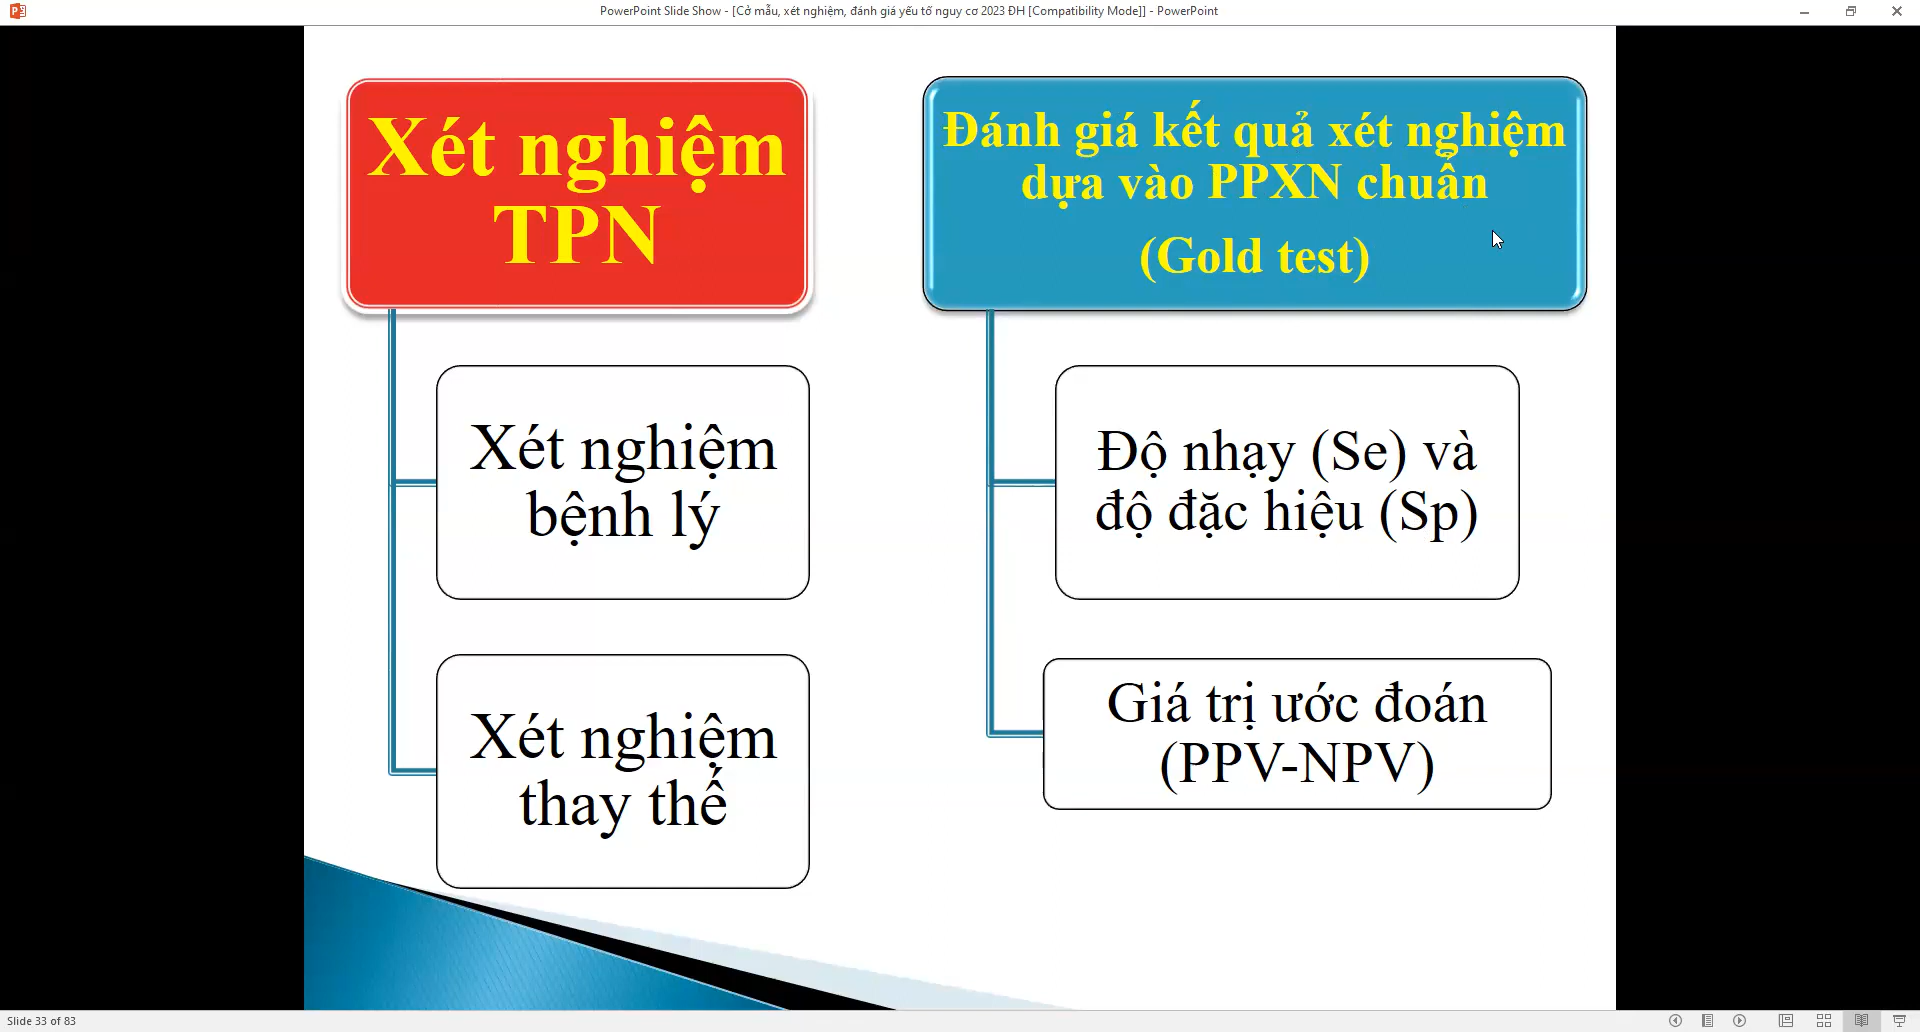 PowerPoint Slide Show - [Cở mẫu, xét nghiệm, đánh giá yếu tố nguy cơ 2023 ĐH [Compatibility Mode]] - PowerPoint
Xét nghiệm
TPN
Xét nghiệm
bệnh lý
Xét nghiệm
thay thế
Đánh giá kết quả xét nghiệm
dựa vào PPXN chuẩn
(Gold test)
Độ nhạy (Se) và
độ đặc hiệu (Sp)
Giá trị ước đoán
(PPV-NPV)
Slide 33 of 83